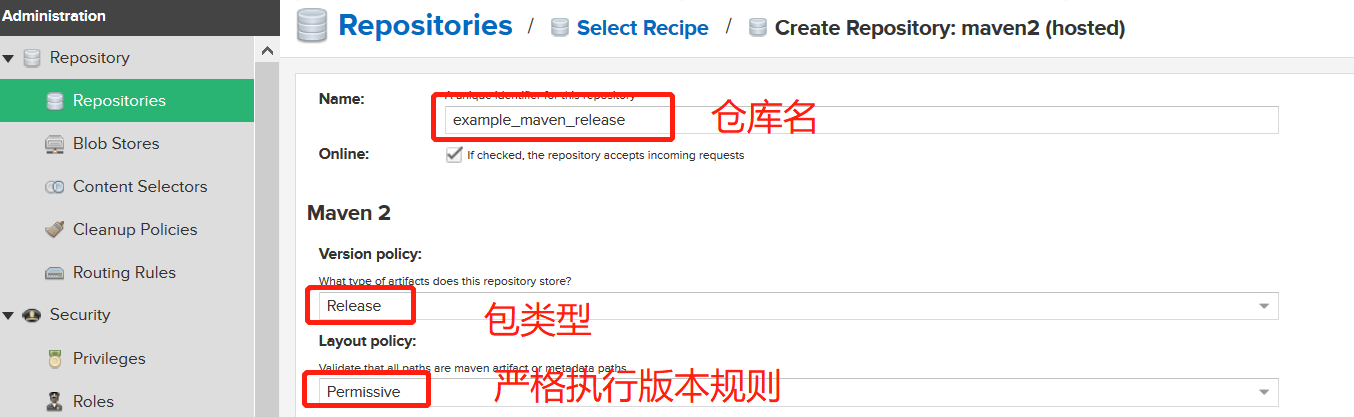 Administration
Repository
Repositories
Blob Stores
Content Selectors
Cleanup Policies
Routing Rules
Security
Privileges
Roles
Repositories / Select Recipe / Create Repository: maven2 (hosted)
Name:
A unique identifier for this repository
example_maven_release
仓库名
Online:
If checked, the repository accepts incoming requests
Maven 2
Version policy:
What type of artifacts does this repository store?
Release
包类型
Layout policy:
Validate that all paths are maven artifact or metadata paths
Permissive
严格执行版本规则